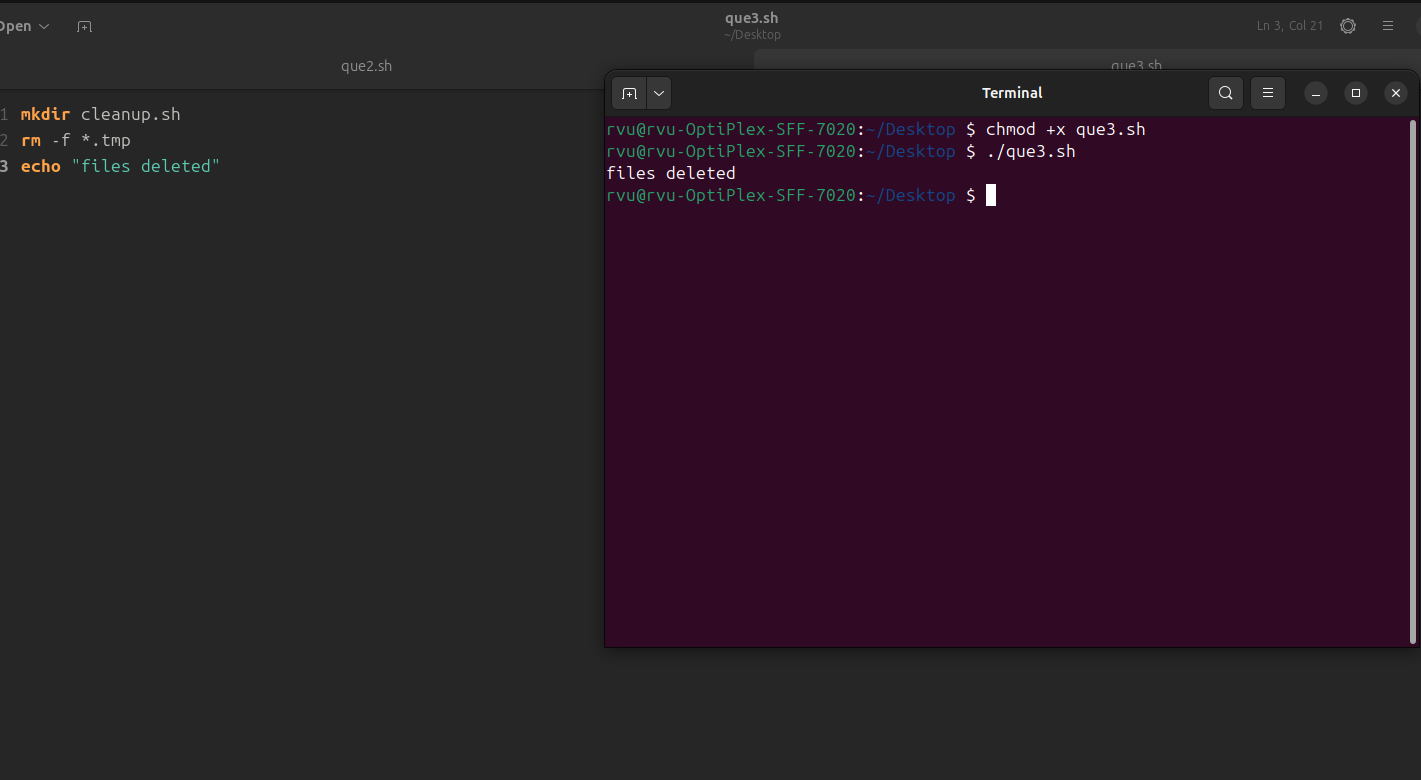 Open
que3.sh
~/Desktop
Ln 3, Col 21
que2.sh
que3.sh
1 mkdir cleanup.sh
2 rm -f *.tmp
3 echo "files deleted"
Terminal
rvu@rvu-OptiPlex-SFF-7020:~/Desktop $ chmod +x que3.sh
rvu@rvu-OptiPlex-SFF-7020:~/Desktop $ ./que3.sh
files deleted
rvu@rvu-OptiPlex-SFF-7020:~/Desktop $